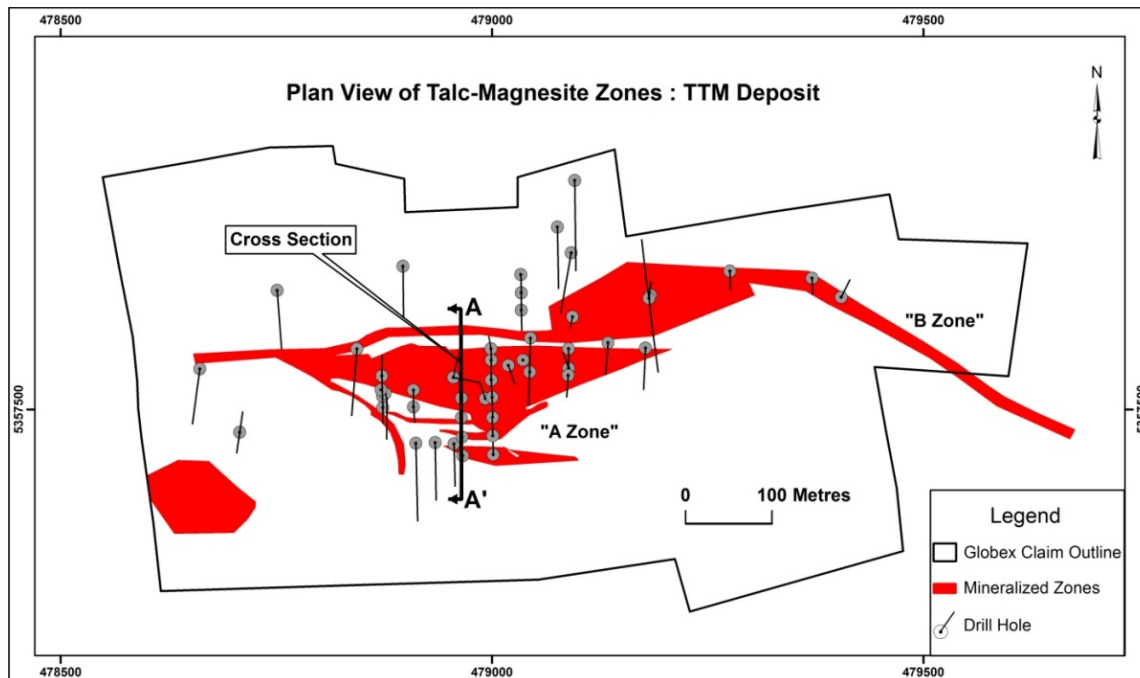 478500 479000 479500
Plan View of Talc-Magnesite Zones : TTM Deposit
N
Cross Section
A
"B Zone"
5357500
5357500
"A Zone"
A'
0 100 Metres
Legend
Globex Claim Outline
Mineralized Zones
Drill Hole
478500 479000 479500